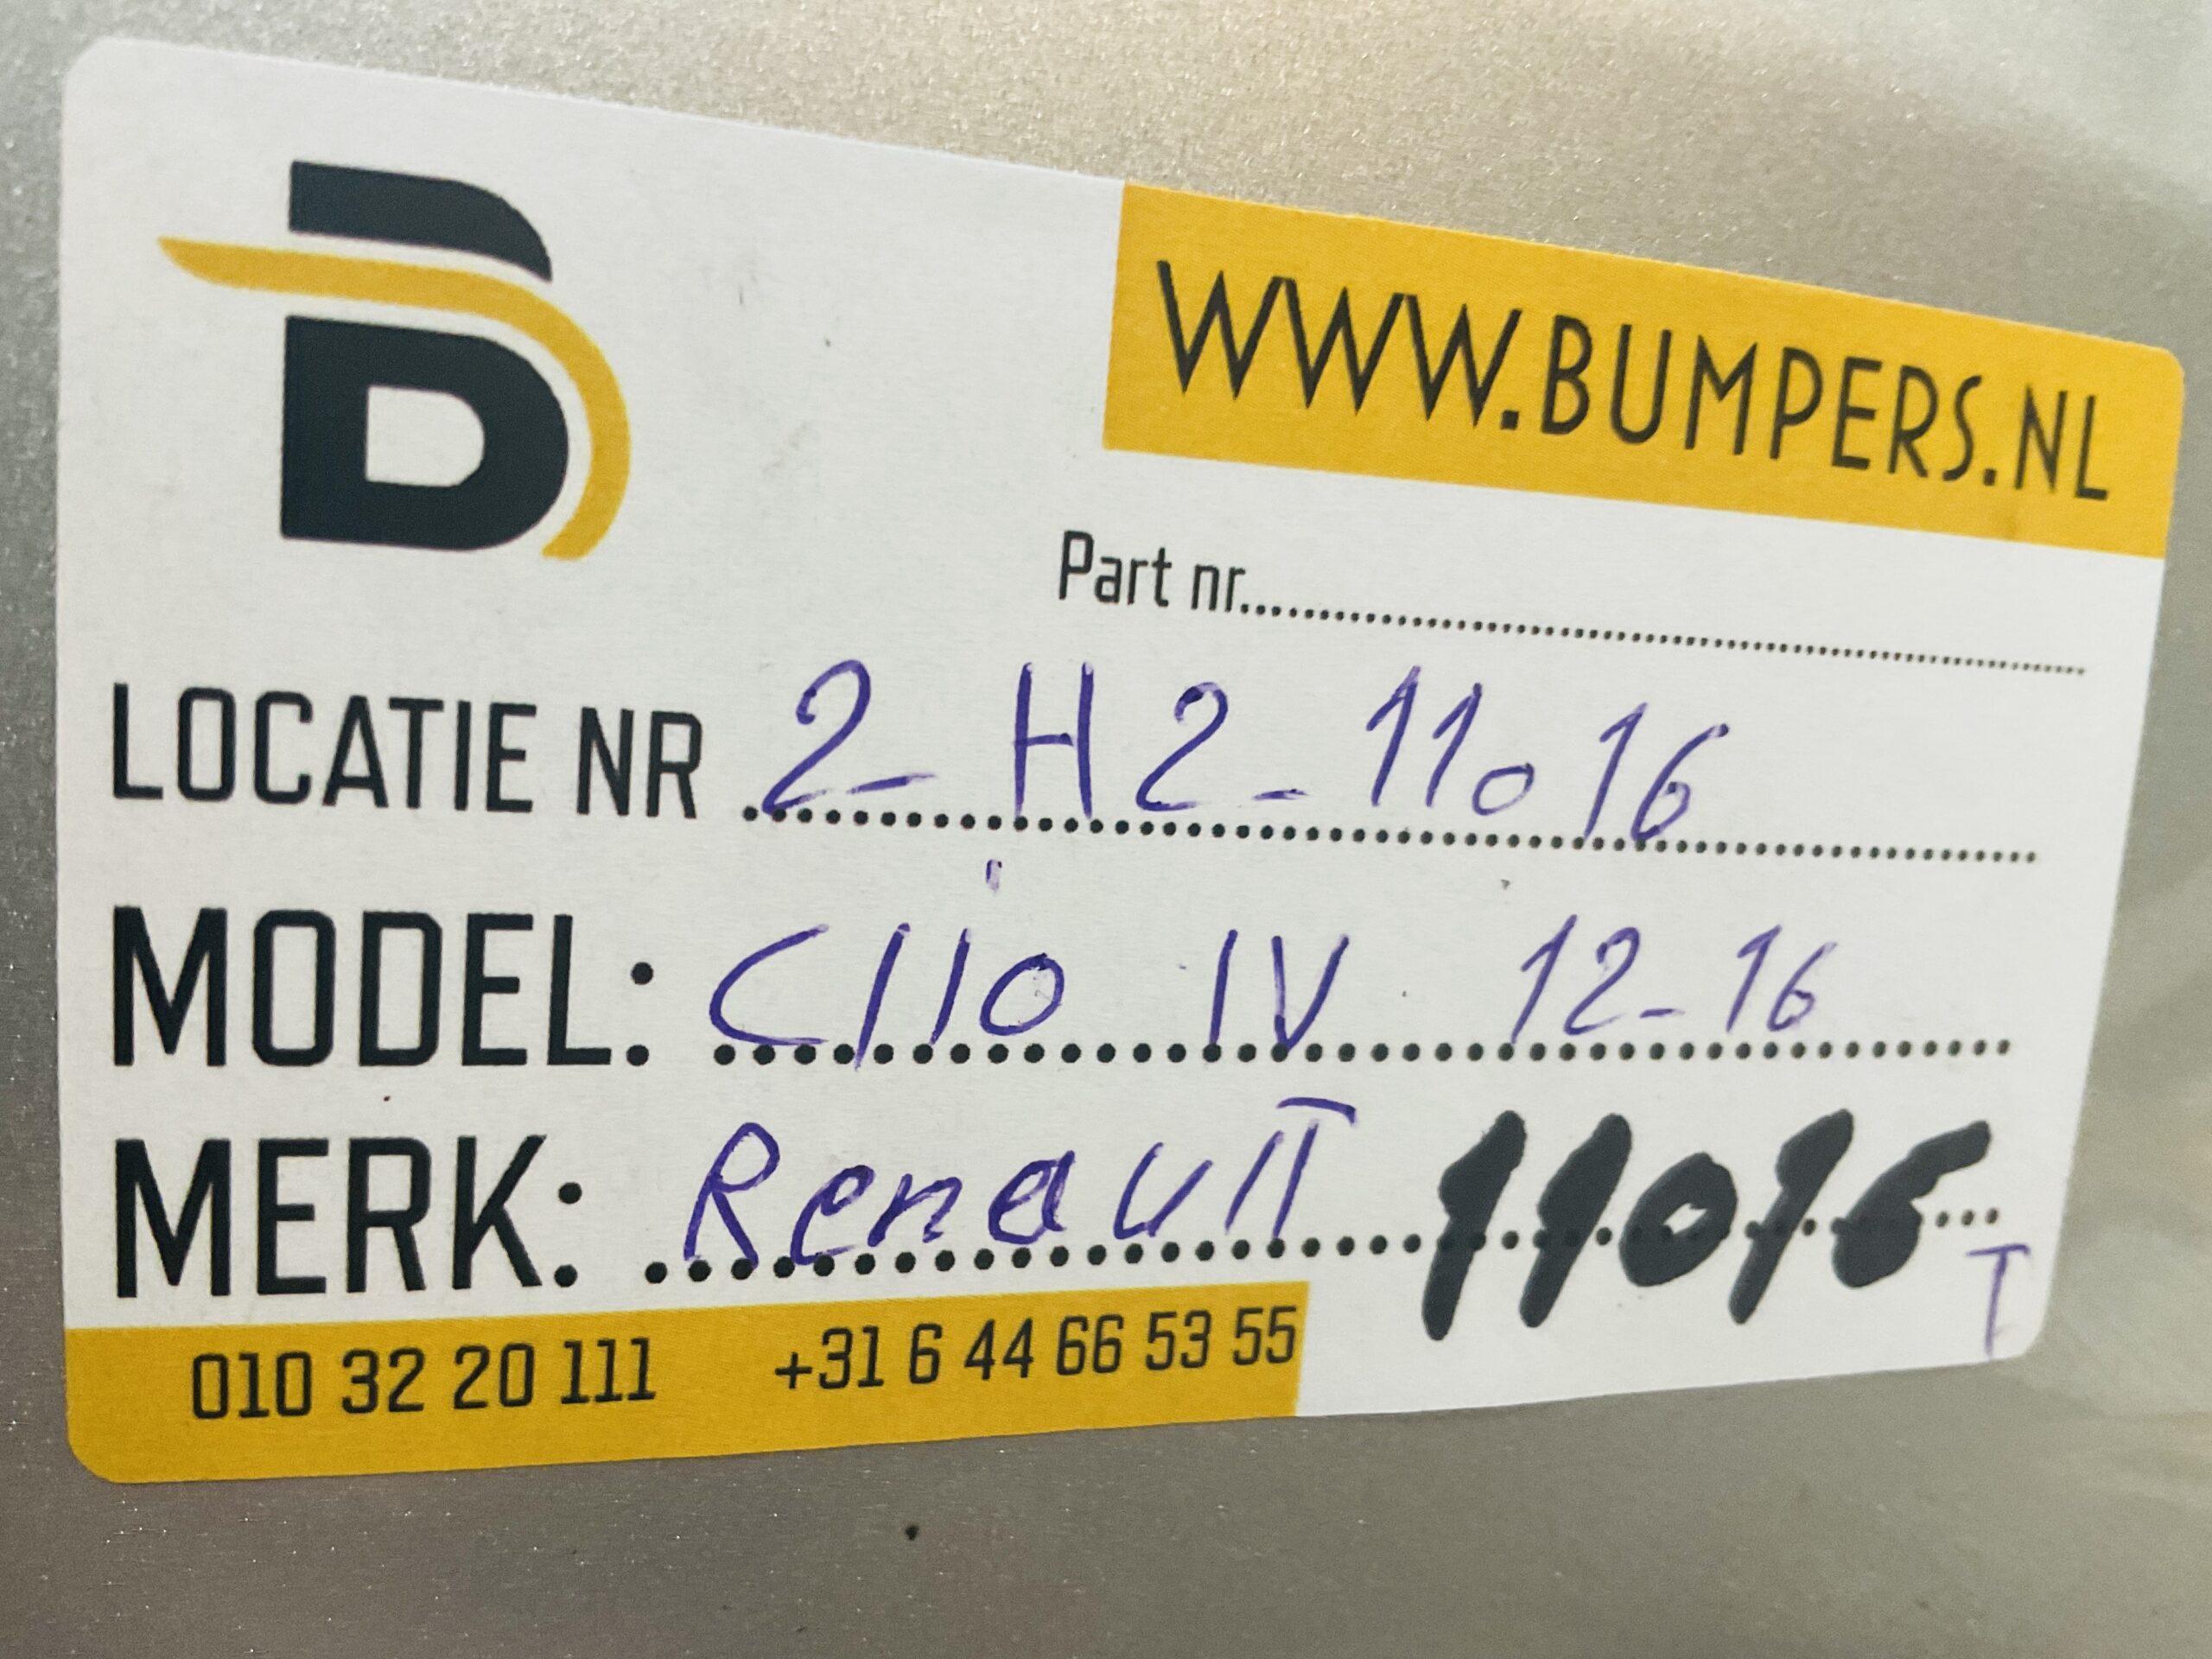 B
WWW.BUMPERS.NL
Part nr...........................................................
LOCATIE NR 2-H2-11016
MODEL: Clio IV 12-16
MERK: RenaulT 11016
T
010 32 20 111 +31 6 44 66 53 55